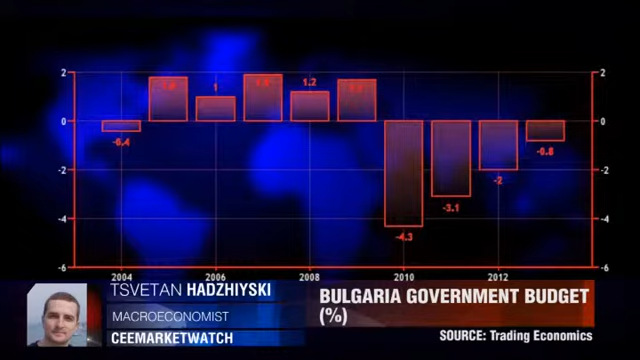 2 2
1
1.2
0 0
-0.4
-0.8
-2 -2
-2
-3.1
-4 -4
-4.3
-6 -6
2004 2006 2008 2010 2012
TSVETAN HADZHIYSKI
MACROECONOMIST
CEEMARKETWATCH
BULGARIA GOVERNMENT BUDGET
(%)
SOURCE: Trading Economics